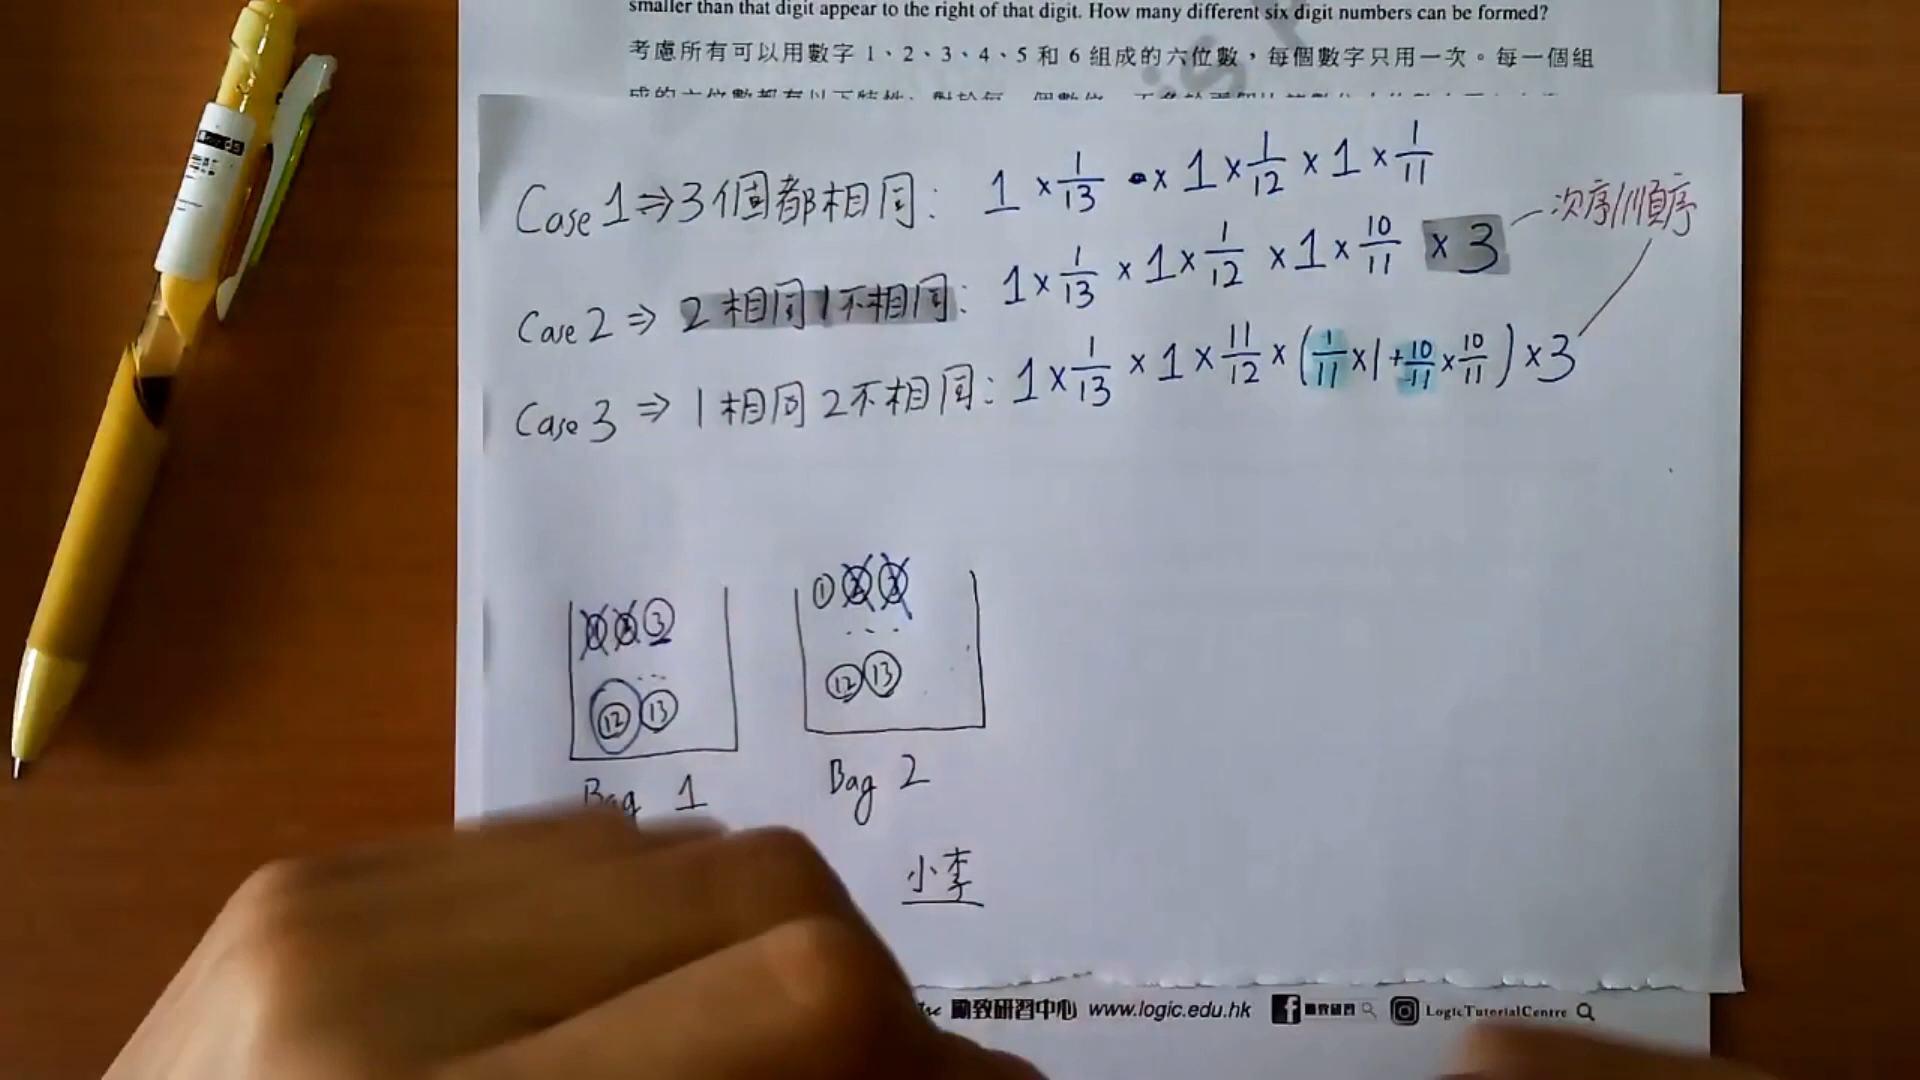 smaller than that digit appear to the right of that digit. How many different six digit numbers can be formed?
考慮所有可以用數字 1、2、3、4、5 和 6 組成的六位數，每個數字只用一次。每一個組
Case 1 ⇒ 3個都相同: 1 × 1/13 × 1 × 1/12 × 1 × 1/11
Case 2 ⇒ 2相同1不相同: 1 × 1/13 × 1 × 1/12 × 1 × 10/11 × 3
次序/順序
Case 3 ⇒ 1相同2不相同: 1 × 1/13 × 1 × 11/12 × (1/11 × 1 + 10/11 × 10/11) × 3
③
⑫ ⑬
Bag 1
①
⑫ ⑬
Bag 2
小李
勵致研習中心 www.logic.edu.hk
勵致研習
LogicTutorialCentre